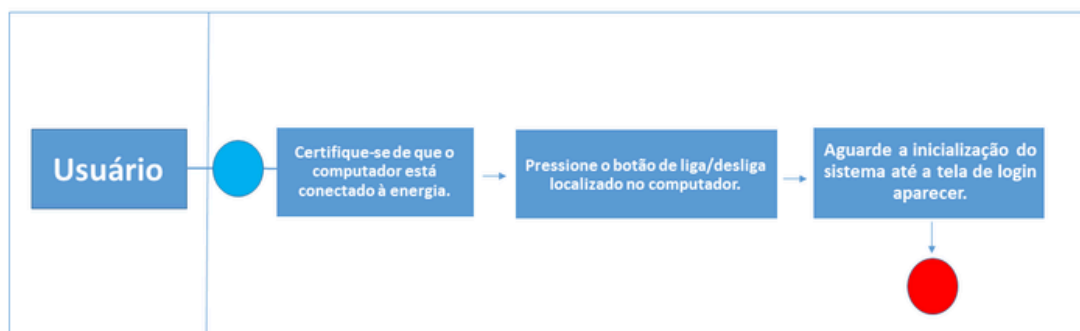 Usuário
Certifique-se de que o
computador está
conectado à energia.
Pressione o botão de liga/desliga
localizado no computador.
Aguarde a inicialização do
sistema até a tela de login
aparecer.